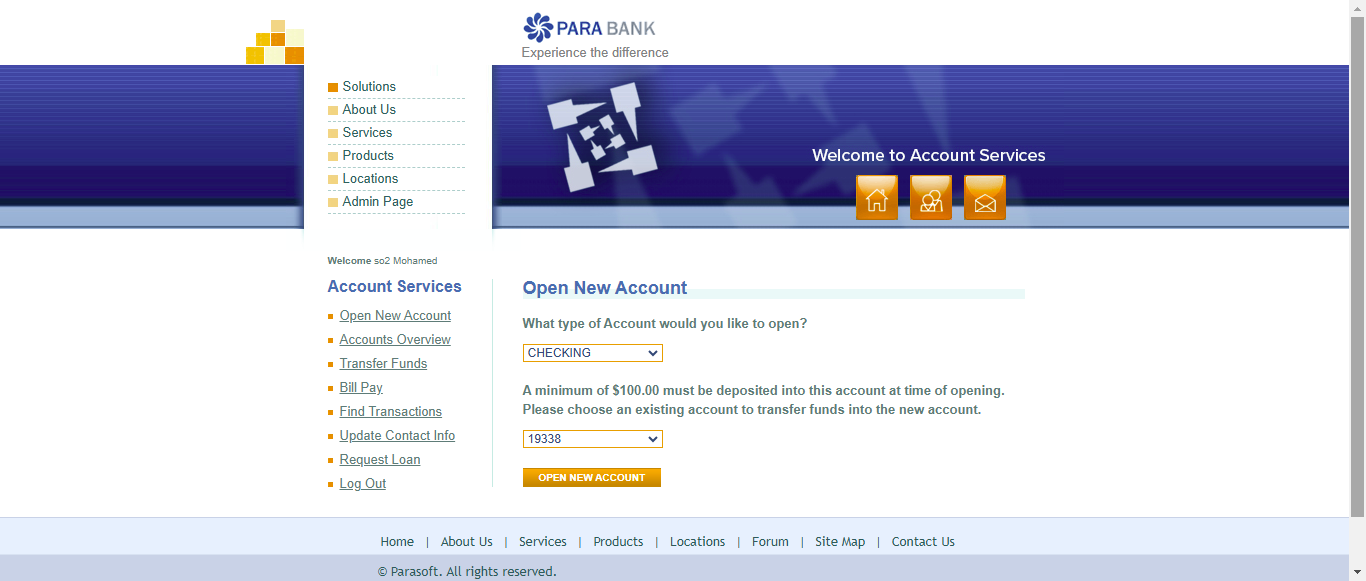 PARA BANK
Experience the difference
Solutions
About Us
Services
Products
Locations
Admin Page
Welcome to Account Services
Welcome so2 Mohamed
Account Services
Open New Account
Accounts Overview
Transfer Funds
Bill Pay
Find Transactions
Update Contact Info
Request Loan
Log Out
Open New Account
What type of Account would you like to open?
CHECKING
A minimum of $100.00 must be deposited into this account at time of opening.
Please choose an existing account to transfer funds into the new account.
19338
OPEN NEW ACCOUNT
Home | About Us | Services | Products | Locations | Forum | Site Map | Contact Us
© Parasoft. All rights reserved.